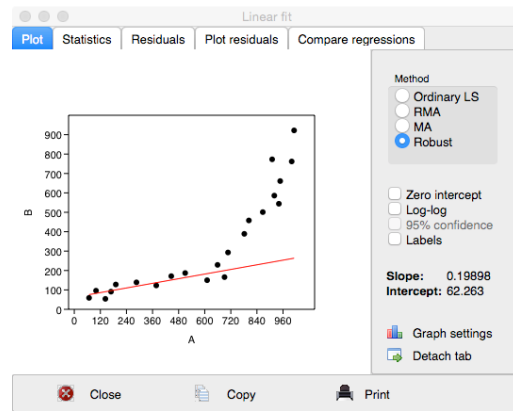 Linear fit
Plot Statistics Residuals Plot residuals Compare regressions
Method
Ordinary LS
RMA
MA
Robust
Zero intercept
Log-log
95% confidence
Labels
Slope: 0.19898
Intercept: 62.263
Graph settings
Detach tab
900
800
700
600
500
400
300
200
100
0
B
0 120 240 360 480 600 720 840 960
A
Close Copy Print